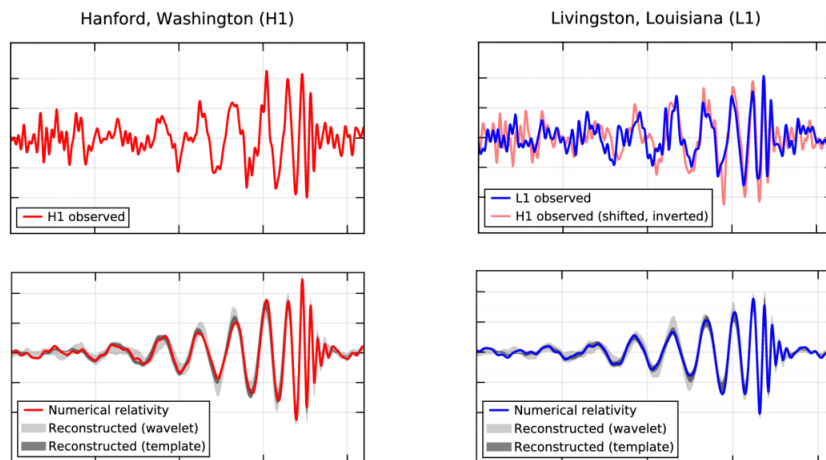 Hanford, Washington (H1)
Livingston, Louisiana (L1)
H1 observed
L1 observed
H1 observed (shifted, inverted)
Numerical relativity
Reconstructed (wavelet)
Reconstructed (template)
Numerical relativity
Reconstructed (wavelet)
Reconstructed (template)